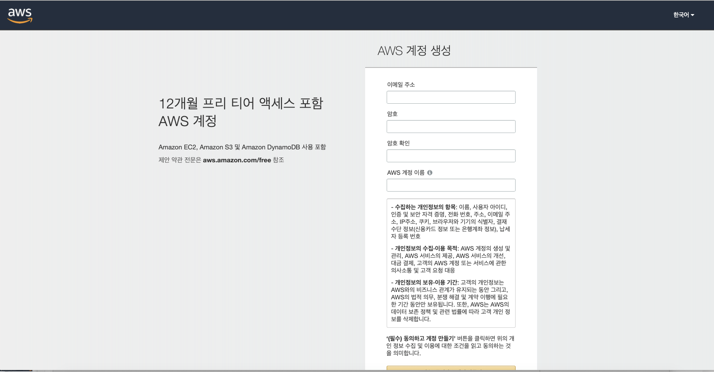 aws
한국어
AWS 계정 생성
12개월 프리 티어 액세스 포함
AWS 계정
Amazon EC2, Amazon S3 및 Amazon DynamoDB 사용 포함
제안 약관 전문은 aws.amazon.com/free 참조
이메일 주소
암호
암호 확인
AWS 계정 이름
- 수집하는 개인정보의 항목: 이름, 사용자 아이디,
인증 및 보안 자격 증명, 전화 번호, 주소, 이메일 주
소, IP주소, 쿠키, 브라우저와 기기의 식별자, 결제
수단 정보(신용카드 정보 또는 은행계좌 정보), 납세
자 등록 번호
- 개인정보의 수집·이용 목적: AWS 계정의 생성 및
관리, AWS 서비스의 제공, AWS 서비스의 개선,
대금 결제, 고객의 AWS 계정 또는 서비스에 관한
의사소통 및 고객 요청 대응
- 개인정보의 보유·이용 기간: 고객의 개인정보는
AWS와의 비즈니스 관계가 유지되는 동안 그리고,
AWS의 법적 의무, 분쟁 해결 및 계약 이행에 필요
한 기간 동안만 보유됩니다. 또한, AWS는 AWS의
데이터 보존 정책 및 관련 법률에 따라 고객 개인 정
보를 삭제합니다.
'(필수) 동의하고 계정 만들기' 버튼을 클릭하면 위의 개
인 정보 수집 및 이용에 대한 조건을 읽고 동의하는 것
을 의미합니다.